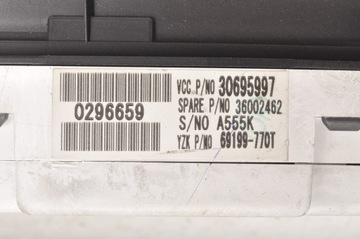 VCC P/NO 30695997
SPARE P/NO 36002462
0296659
S/NO A555K
YZK P/NO 69199-770T